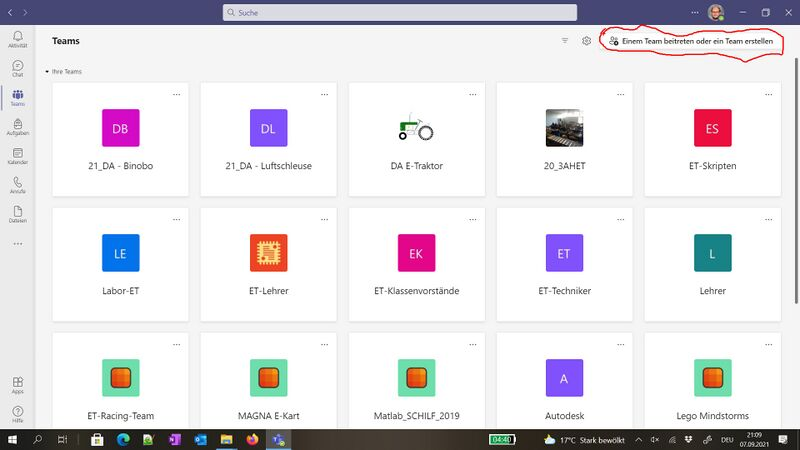 Suche
Teams
Einem Team beitreten oder ein Team erstellen
Aktivität
Chat
Teams
Aufgaben
Kalender
Anrufe
Dateien
Apps
Hilfe
Ihre Teams
DB
DL
ES
21_DA - Binobo
21_DA - Luftschleuse
DA E-Traktor
20_3AHET
ET-Skripten
LE
EK
ET
L
Labor-ET
ET-Lehrer
ET-Klassenvorstände
ET-Techniker
Lehrer
A
ET-Racing-Team
MAGNA E-Kart
Matlab_SCHILF_2019
Autodesk
Lego Mindstorms
04:40
17°C Stark bewölkt
DEU
21:09
07.09.2021